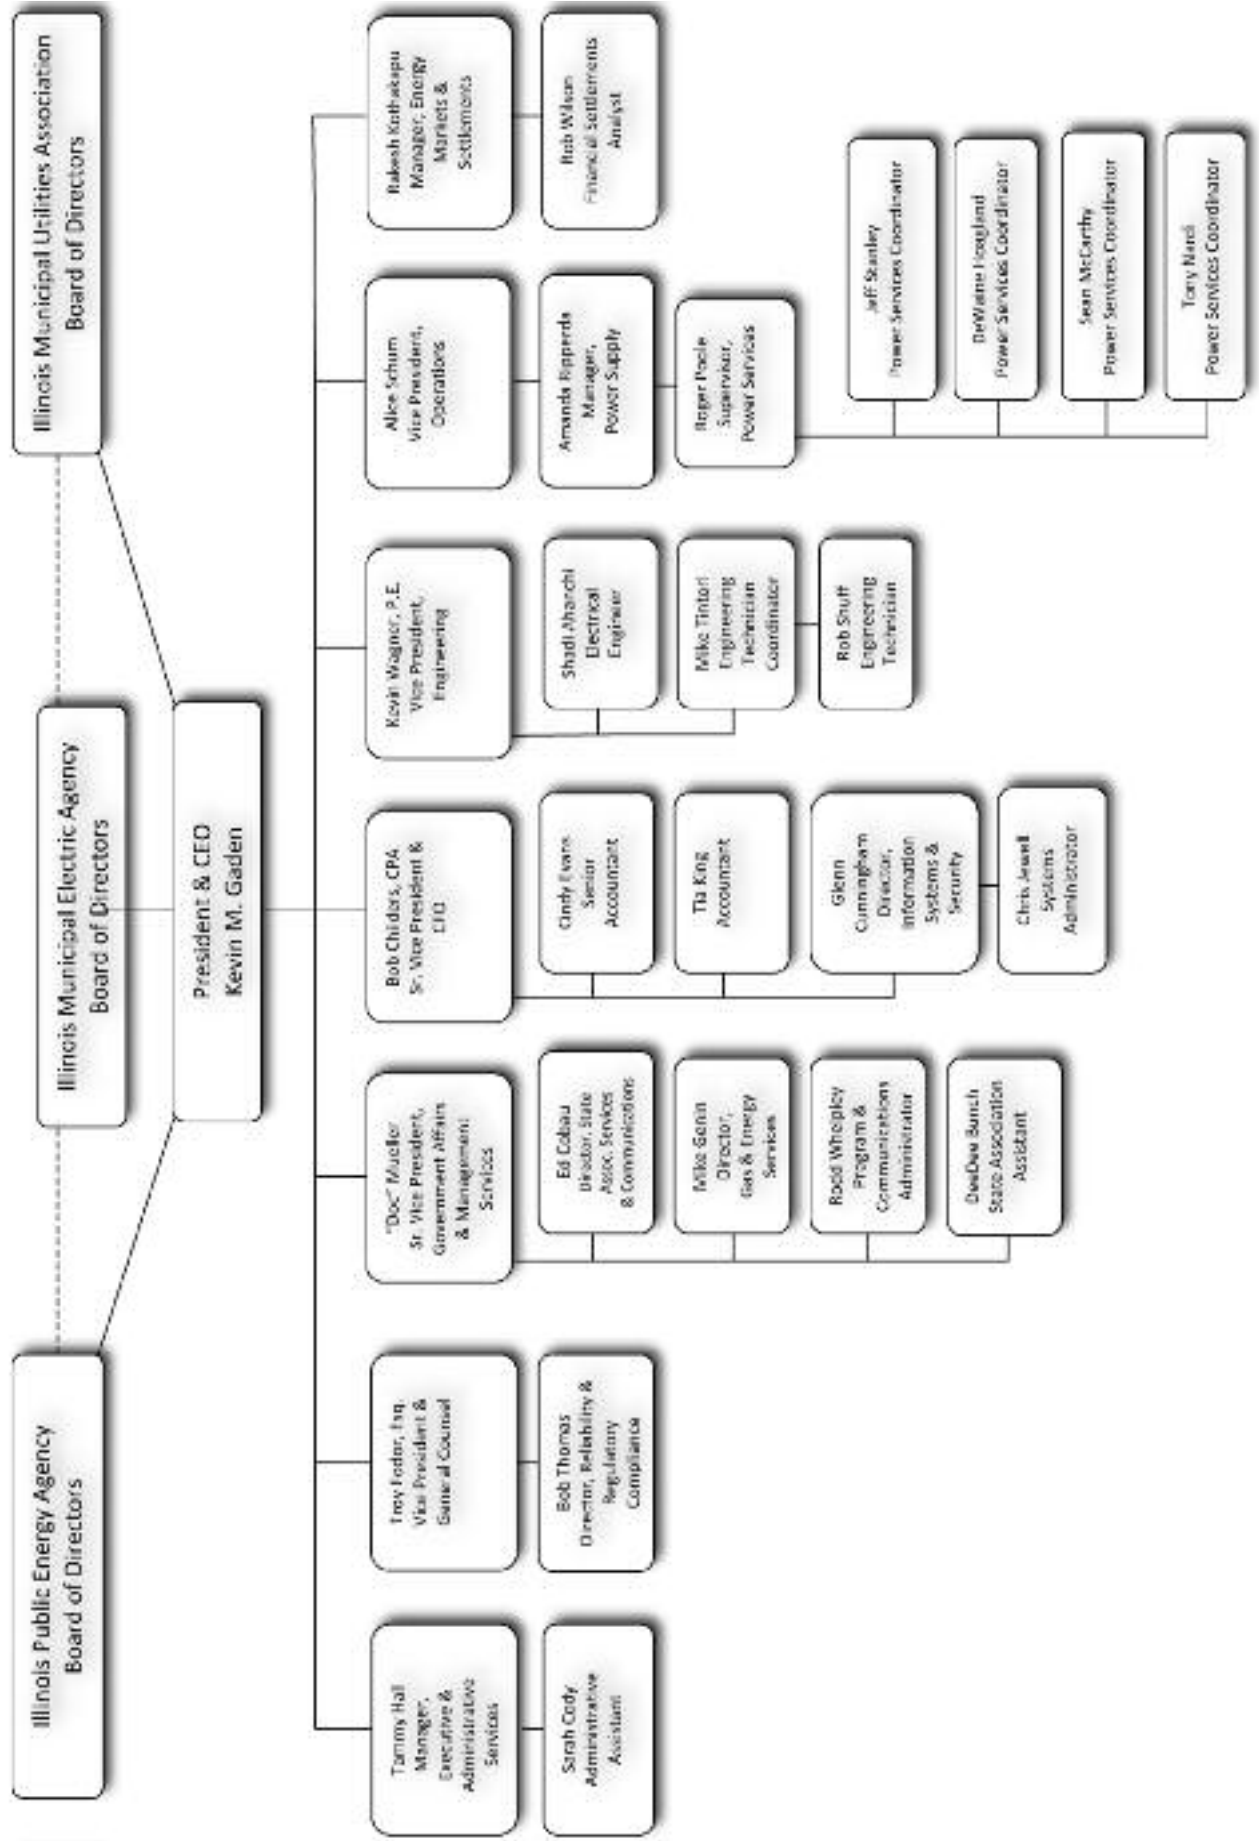 Illinois Public Energy Agency
Board of Directors
Illinois Municipal Electric Agency
Board of Directors
Illinois Municipal Utilities Association
Board of Directors
President & CEO
Kevin M. Gaden
Tammy Hall
Manager,
Executive &
Administrative
Services
Sarah Cody
Administrative
Assistant
Troy Fodor, Esq.
Vice President &
General Counsel
Bob Thomas
Director, Reliability &
Regulatory
Compliance
"Doc" Mueller
Sr. Vice President,
Government Affairs
& Management
Services
Ed Cobau
Director, State
Assoc. Services
& Communications
Mike Genin
Director,
Gas & Energy
Services
Rodd Whelpley
Program &
Communications
Administrator
DeeDee Bunch
State Association
Assistant
Bob Childers, CPA
Sr. Vice President &
CFO
Cindy Evans
Senior
Accountant
Tia King
Accountant
Glenn
Cunningham
Director,
Information
Systems &
Security
Chris Jewell
Systems
Administrator
Kevin Wagner, P.E.
Vice President,
Engineering
Shadi Ahanchi
Electrical
Engineer
Mike Tintori
Engineering
Technician
Coordinator
Rob Shuff
Engineering
Technician
Alice Schum
Vice President,
Operations
Amanda Ripperda
Manager,
Power Supply
Roger Poole
Supervisor,
Power Services
Jeff Stanley
Power Services Coordinator
DeWaine Hoagland
Power Services Coordinator
Sean McCarthy
Power Services Coordinator
Tony Nardi
Power Services Coordinator
Rakesh Kothakapu
Manager, Energy
Markets &
Settlements
Rob Wilson
Financial Settlements
Analyst